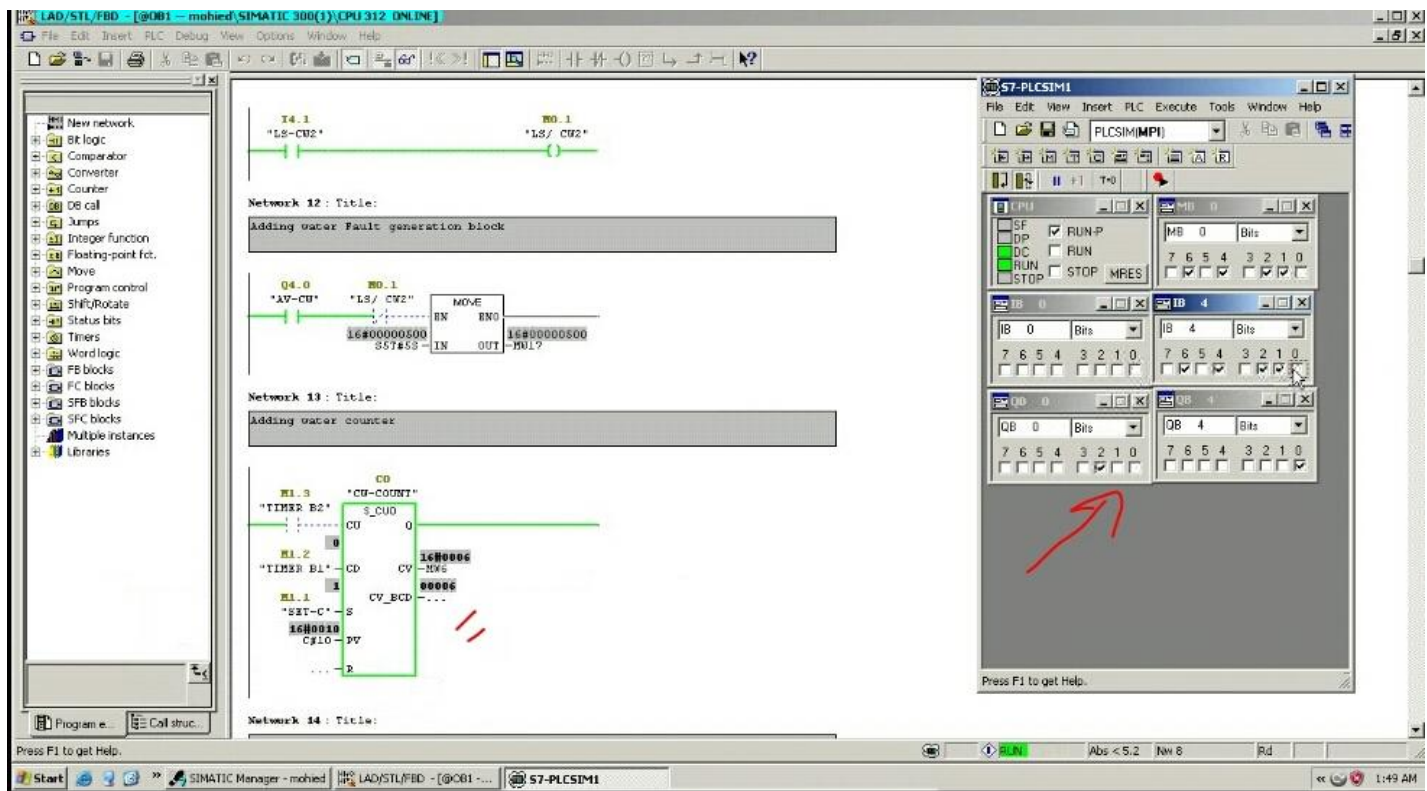 LAD/STL/FBD - [@OB1 -- mohied\SIMATIC 300(1)\CPU 312 ONLINE]
File Edit Insert PLC Debug View Options Window Help
New network
Bit logic
Comparator
Converter
Counter
DB call
Jumps
Integer function
Floating-point fct.
Move
Program control
Shift/Rotate
Status bits
Timers
Word logic
FB blocks
FC blocks
SFB blocks
SFC blocks
Multiple instances
Libraries
Program e...
Call struc...
I4.1
"LS-CW2"
M0.1
"LS/ CW2"
Network 12 : Title:
Adding water Fault generation block
Q4.0
"AV-CW"
M0.1
"LS/ CW2"
MOVE
EN ENO
16#00000500
S5T#5S
IN OUT
16#00000500
MW17
Network 13 : Title:
Adding water counter
C0
"CW-COUNT"
M1.3
"TIMER B2"
S_CUD
CU Q
0
M1.2
"TIMER B1"
CD CV
16#0006
MW6
1
00006
M1.1
"SET-C"
S
CV_BCD
...
16#0010
C#10
PV
...
R
Network 14 : Title:
S7-PLCSIM1
File Edit View Insert PLC Execute Tools Window Help
PLCSIM(MPI)
+1 T=0
CPU
SF
DP
DC
RUN
STOP
RUN-P
RUN
STOP
MRES
MB 0
MB 0 Bits
7 6 5 4 3 2 1 0
IB 0
IB 0 Bits
7 6 5 4 3 2 1 0
IB 4
IB 4 Bits
7 6 5 4 3 2 1 0
QB 0
QB 0 Bits
7 6 5 4 3 2 1 0
QB 4
QB 4 Bits
7 6 5 4 3 2 1 0
Press F1 to get Help.
Press F1 to get Help.
RUN
Abs < 5.2
Nw 8
Rd
Start
SIMATIC Manager - mohied
LAD/STL/FBD - [@OB1 -...
S7-PLCSIM1
1:49 AM